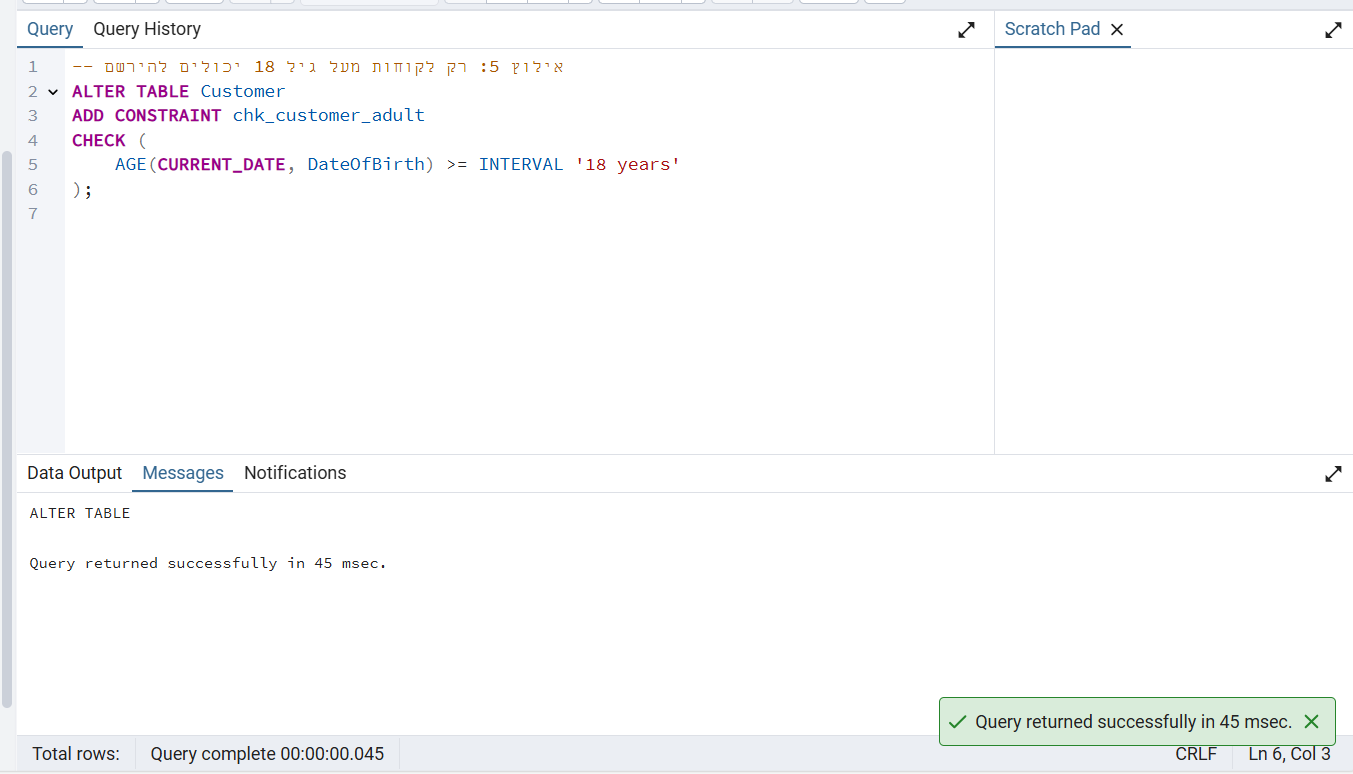 Query Query History
Scratch Pad
1 -- אילוץ 5: רק לקוחות מעל גיל 18 יכולים להירשם
2 ALTER TABLE Customer
3 ADD CONSTRAINT chk_customer_adult
4 CHECK (
5 AGE(CURRENT_DATE, DateOfBirth) >= INTERVAL '18 years'
6 );
7
Data Output Messages Notifications
ALTER TABLE
Query returned successfully in 45 msec.
Query returned successfully in 45 msec.
Total rows: Query complete 00:00:00.045 CRLF Ln 6, Col 3